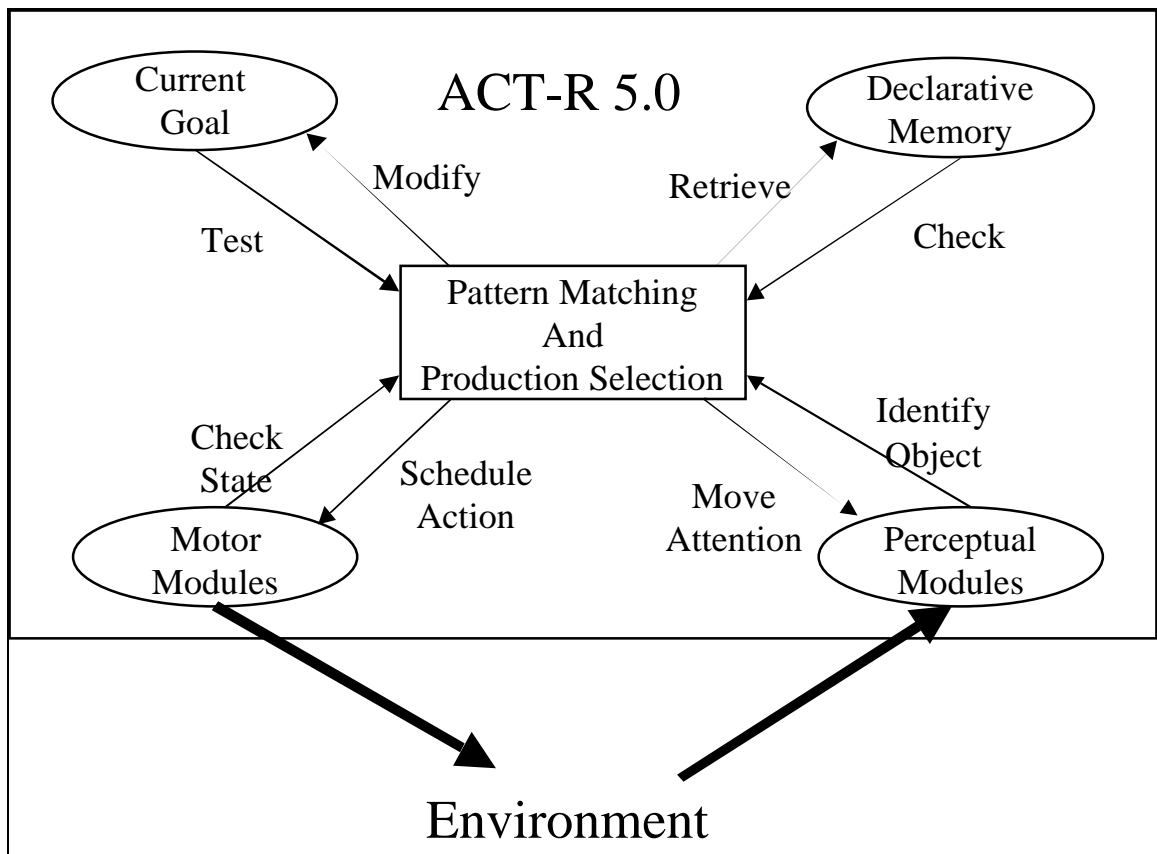 Current
Goal
ACT-R 5.0
Declarative
Memory
Modify
Retrieve
Test
Check
Pattern Matching
And
Production Selection
Check
State
Schedule
Action
Identify
Object
Move
Attention
Motor
Modules
Perceptual
Modules
Environment